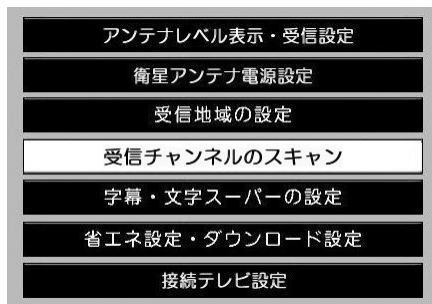 アンテナレベル表示・受信設定
衛星アンテナ電源設定
受信地域の設定
受信チャンネルのスキャン
字幕・文字スーパーの設定
省エネ設定・ダウンロード設定
接続テレビ設定